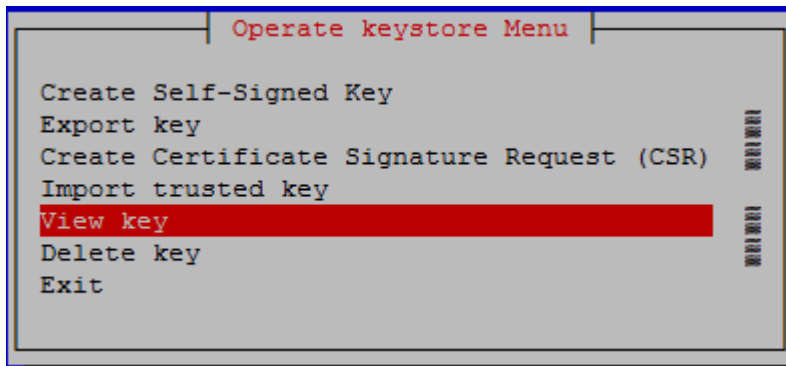 Operate keystore Menu
Create Self-Signed Key
Export key
Create Certificate Signature Request (CSR)
Import trusted key
View key
Delete key
Exit